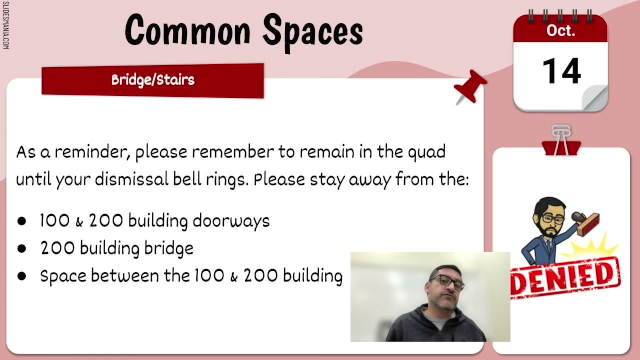 SLIDESMANIA.COM
Common Spaces
Oct.
14
Bridge/Stairs
As a reminder, please remember to remain in the quad
until your dismissal bell rings. Please stay away from the:
● 100 & 200 building doorways
● 200 building bridge
● Space between the 100 & 200 building
DENIED